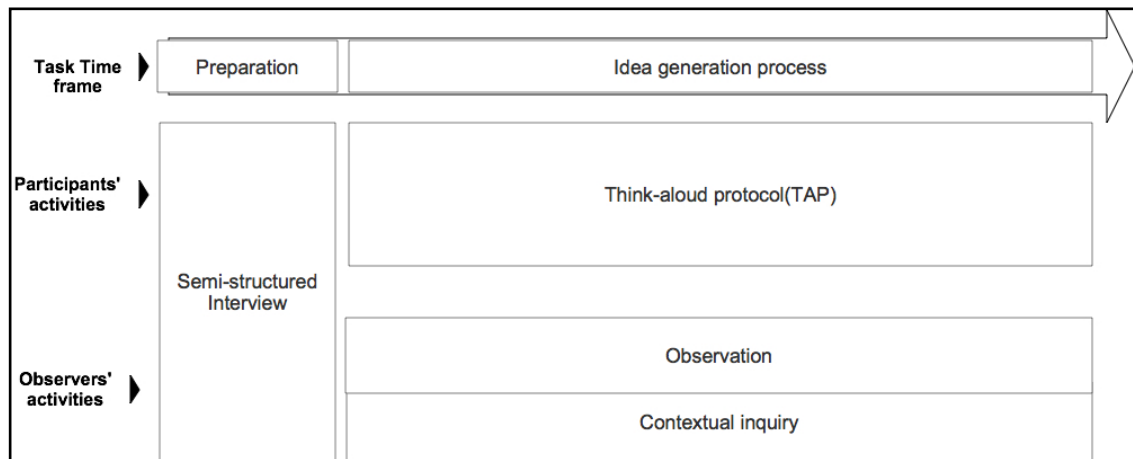 Task Time
frame
Preparation
Idea generation process
Participants'
activities
Think-aloud protocol(TAP)
Semi-structured
Interview
Observers'
activities
Observation
Contextual inquiry